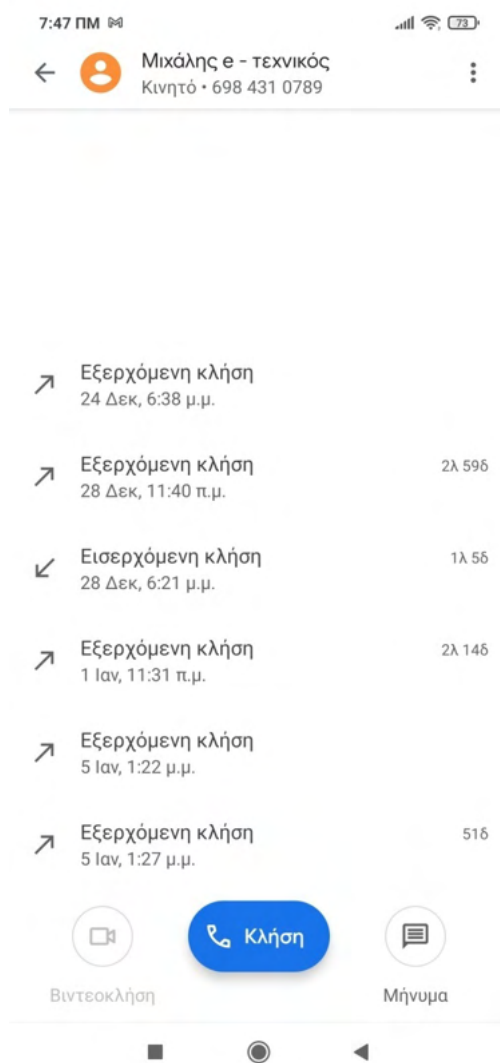 7:47 ΠΜ 73
Μιχάλης e - τεχνικός
Κινητό • 698 431 0789
Εξερχόμενη κλήση
24 Δεκ, 6:38 μ.μ.
Εξερχόμενη κλήση 2λ 59δ
28 Δεκ, 11:40 π.μ.
Εισερχόμενη κλήση 1λ 5δ
28 Δεκ, 6:21 μ.μ.
Εξερχόμενη κλήση 2λ 14δ
1 Ιαν, 11:31 π.μ.
Εξερχόμενη κλήση
5 Ιαν, 1:22 μ.μ.
Εξερχόμενη κλήση 51δ
5 Ιαν, 1:27 μ.μ.
Κλήση
Βιντεοκλήση Μήνυμα